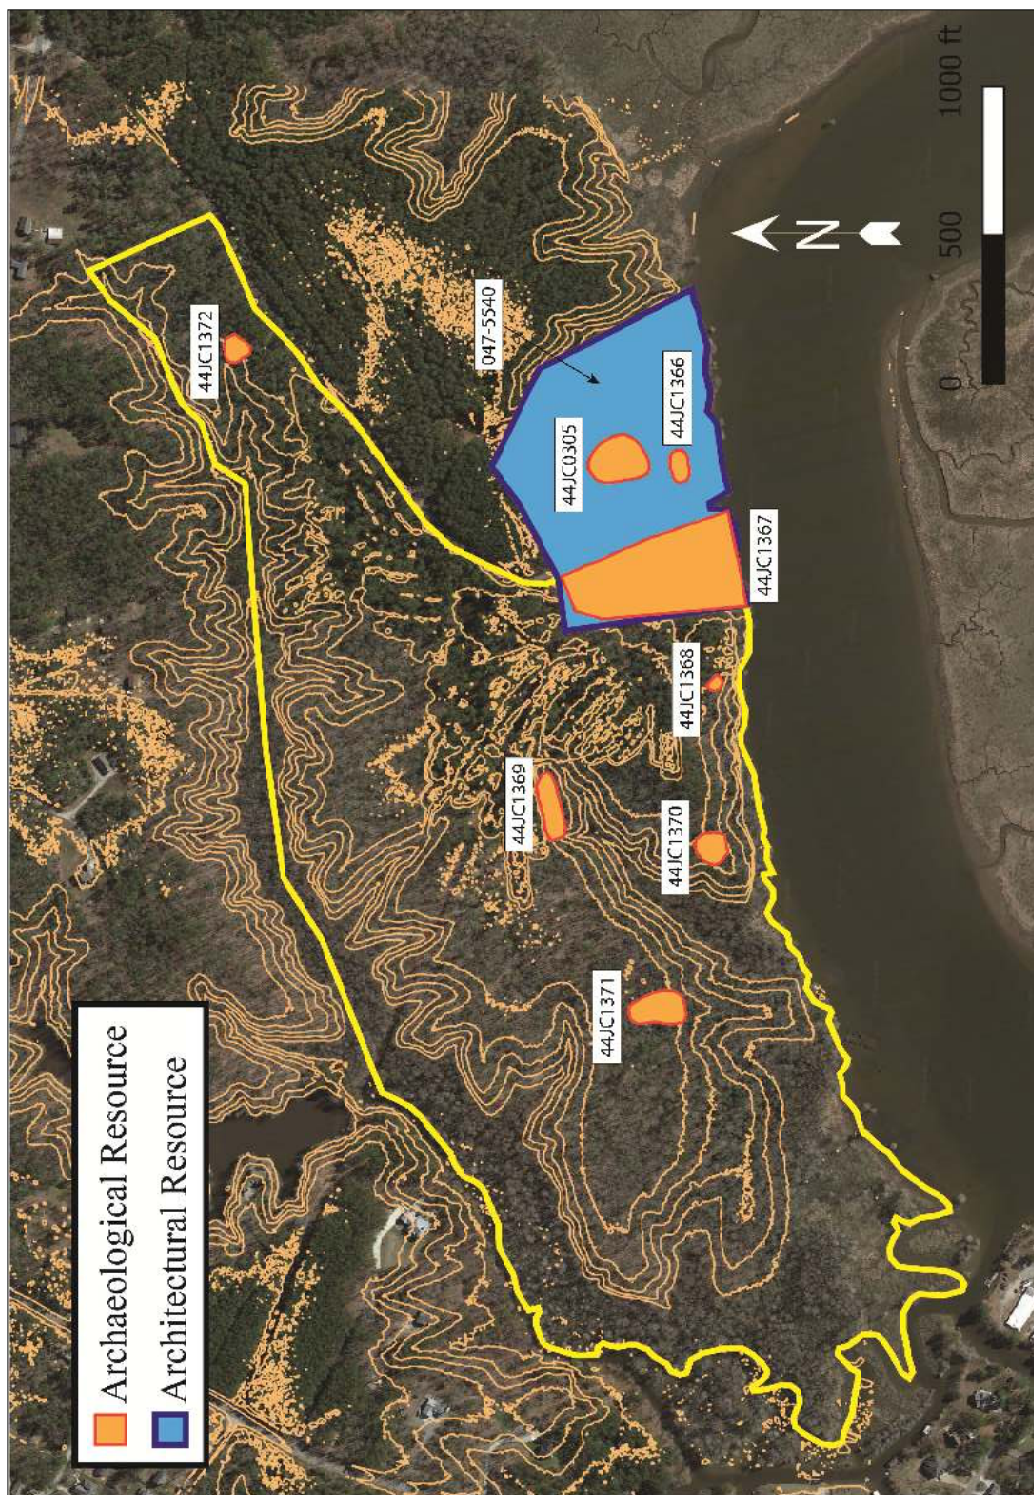 Archaeological Resource
Architectural Resource
44JC1372
047-5540
44JC0305
44JC1366
44JC1367
44JC1368
44JC1369
44JC1370
44JC1371
N
0 500 1000 ft